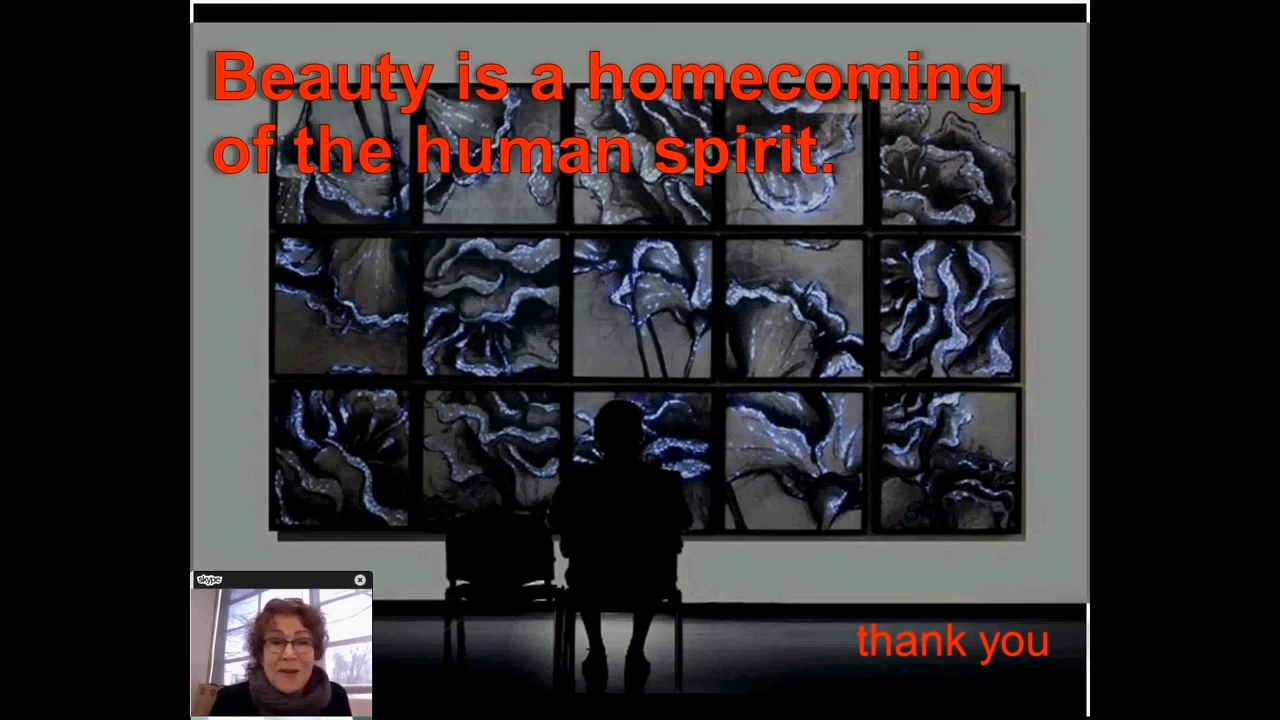 Beauty is a homecoming
of the human spirit.
skype
thank you